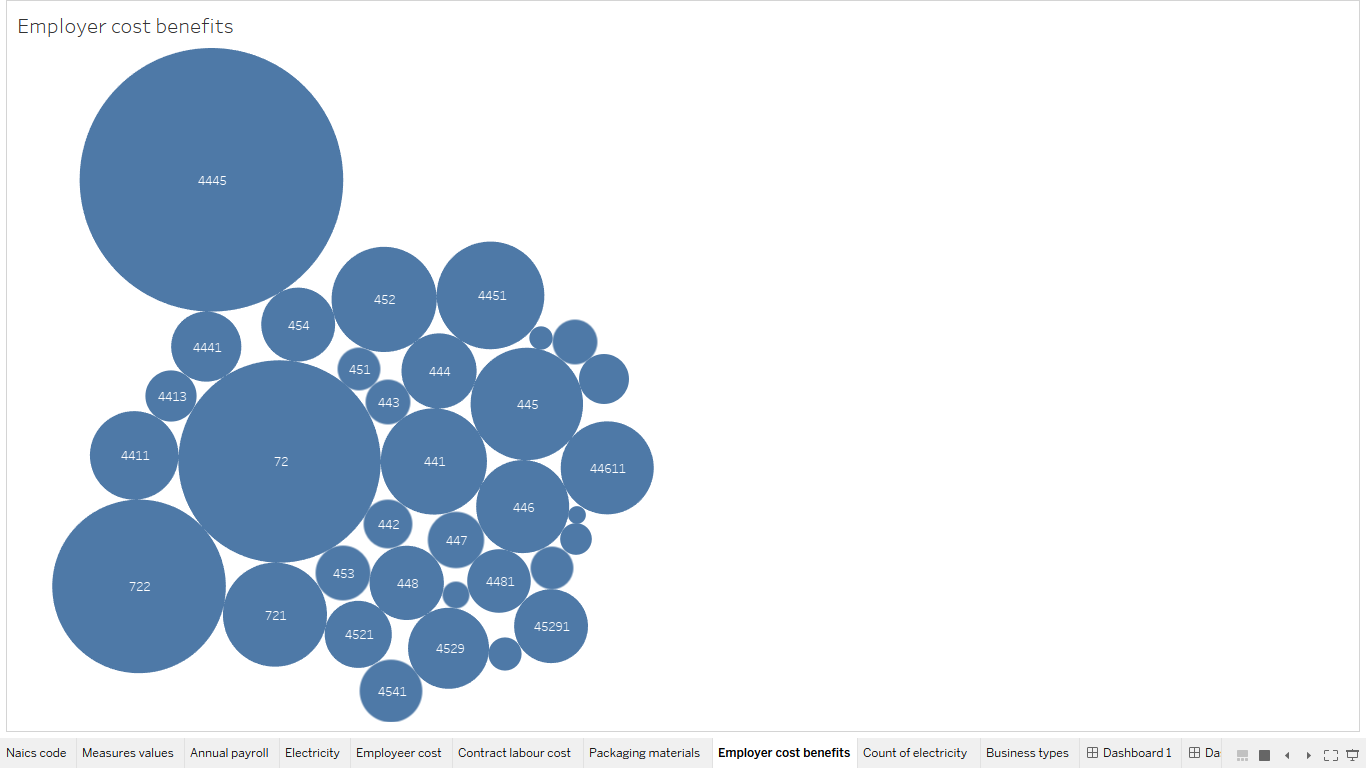 Employer cost benefits
4445
452
4451
454
4441
451
444
4413
443
445
4411
72
441
44611
446
442
447
453
448
4481
722
721
4521
45291
4529
4541
Naics code
Measures values
Annual payroll
Electricity
Employeer cost
Contract labour cost
Packaging materials
Employer cost benefits
Count of electricity
Business types
Dashboard 1
Da